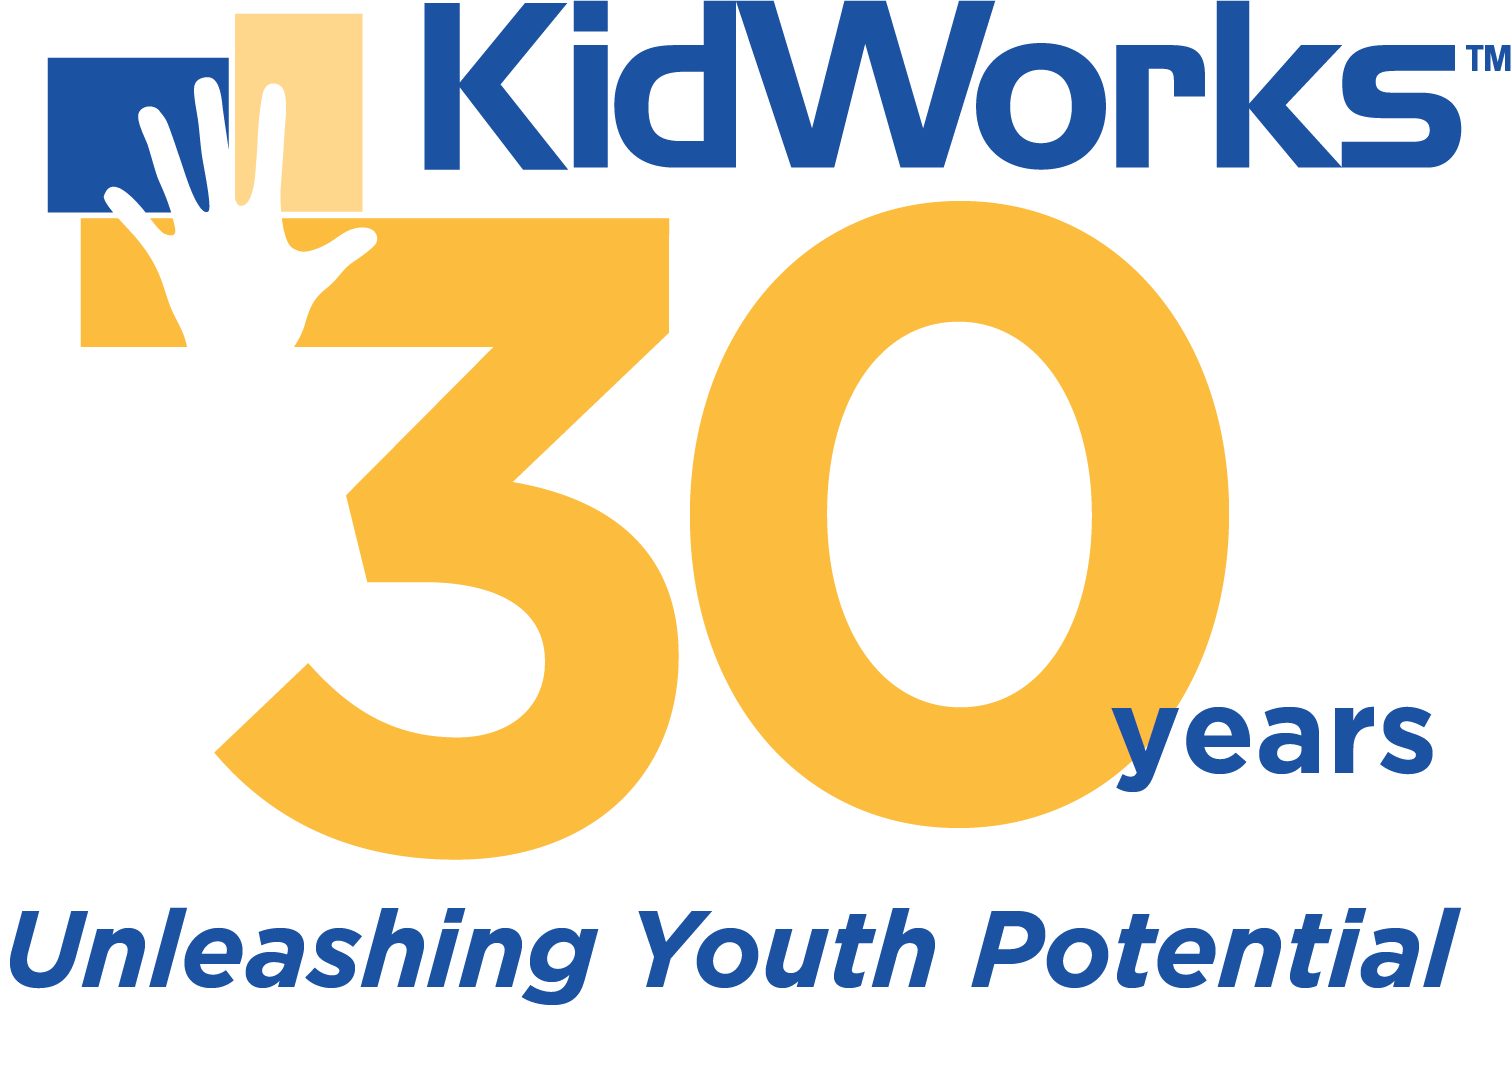 KidWorks™
30
years
Unleashing Youth Potential